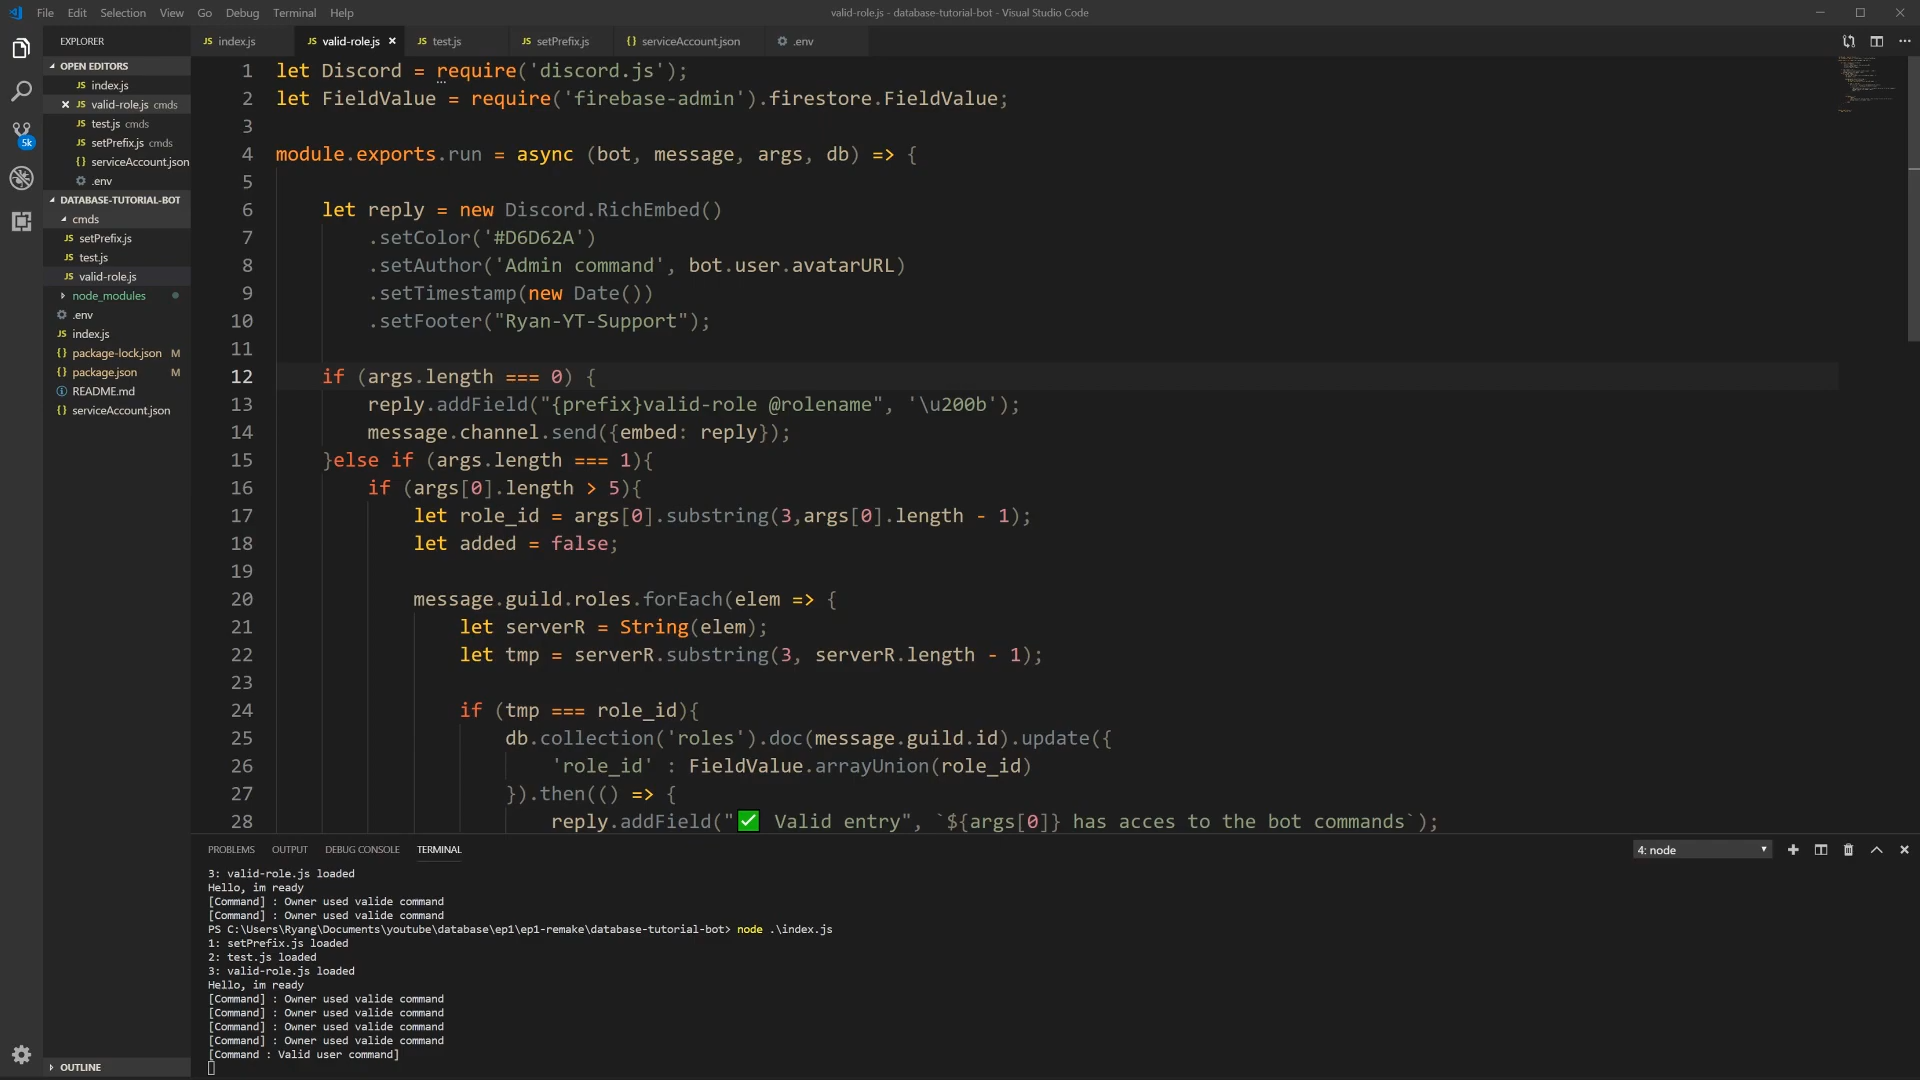 File Edit Selection View Go Debug Terminal Help
valid-role.js - database-tutorial-bot - Visual Studio Code
EXPLORER
OPEN EDITORS
JS index.js
JS valid-role.js cmds
JS test.js cmds
JS setPrefix.js cmds
{} serviceAccount.json
.env
5k
DATABASE-TUTORIAL-BOT
cmds
JS setPrefix.js
JS test.js
JS valid-role.js
node_modules
.env
JS index.js
{} package-lock.json M
{} package.json M
README.md
{} serviceAccount.json
OUTLINE
JS index.js JS valid-role.js JS test.js JS setPrefix.js {} serviceAccount.json .env
1 let Discord = require('discord.js');
2 let FieldValue = require('firebase-admin').firestore.FieldValue;
3
4 module.exports.run = async (bot, message, args, db) => {
5
6 let reply = new Discord.RichEmbed()
7 .setColor('#D6D62A')
8 .setAuthor('Admin command', bot.user.avatarURL)
9 .setTimestamp(new Date())
10 .setFooter("Ryan-YT-Support");
11
12 if (args.length === 0) {
13 reply.addField("{prefix}valid-role @rolename", '\u200b');
14 message.channel.send({embed: reply});
15 }else if (args.length === 1){
16 if (args[0].length > 5){
17 let role_id = args[0].substring(3,args[0].length - 1);
18 let added = false;
19
20 message.guild.roles.forEach(elem => {
21 let serverR = String(elem);
22 let tmp = serverR.substring(3, serverR.length - 1);
23
24 if (tmp === role_id){
25 db.collection('roles').doc(message.guild.id).update({
26 'role_id' : FieldValue.arrayUnion(role_id)
27 }).then(() => {
28 reply.addField("✅ Valid entry", `${args[0]} has acces to the bot commands`);
PROBLEMS OUTPUT DEBUG CONSOLE TERMINAL
4: node
3: valid-role.js loaded
Hello, im ready
[Command] : Owner used valide command
[Command] : Owner used valide command
PS C:\Users\Ryang\Documents\youtube\database\ep1\ep1-remake\database-tutorial-bot> node .\index.js
1: setPrefix.js loaded
2: test.js loaded
3: valid-role.js loaded
Hello, im ready
[Command] : Owner used valide command
[Command] : Owner used valide command
[Command] : Owner used valide command
[Command] : Owner used valide command
[Command : Valid user command]